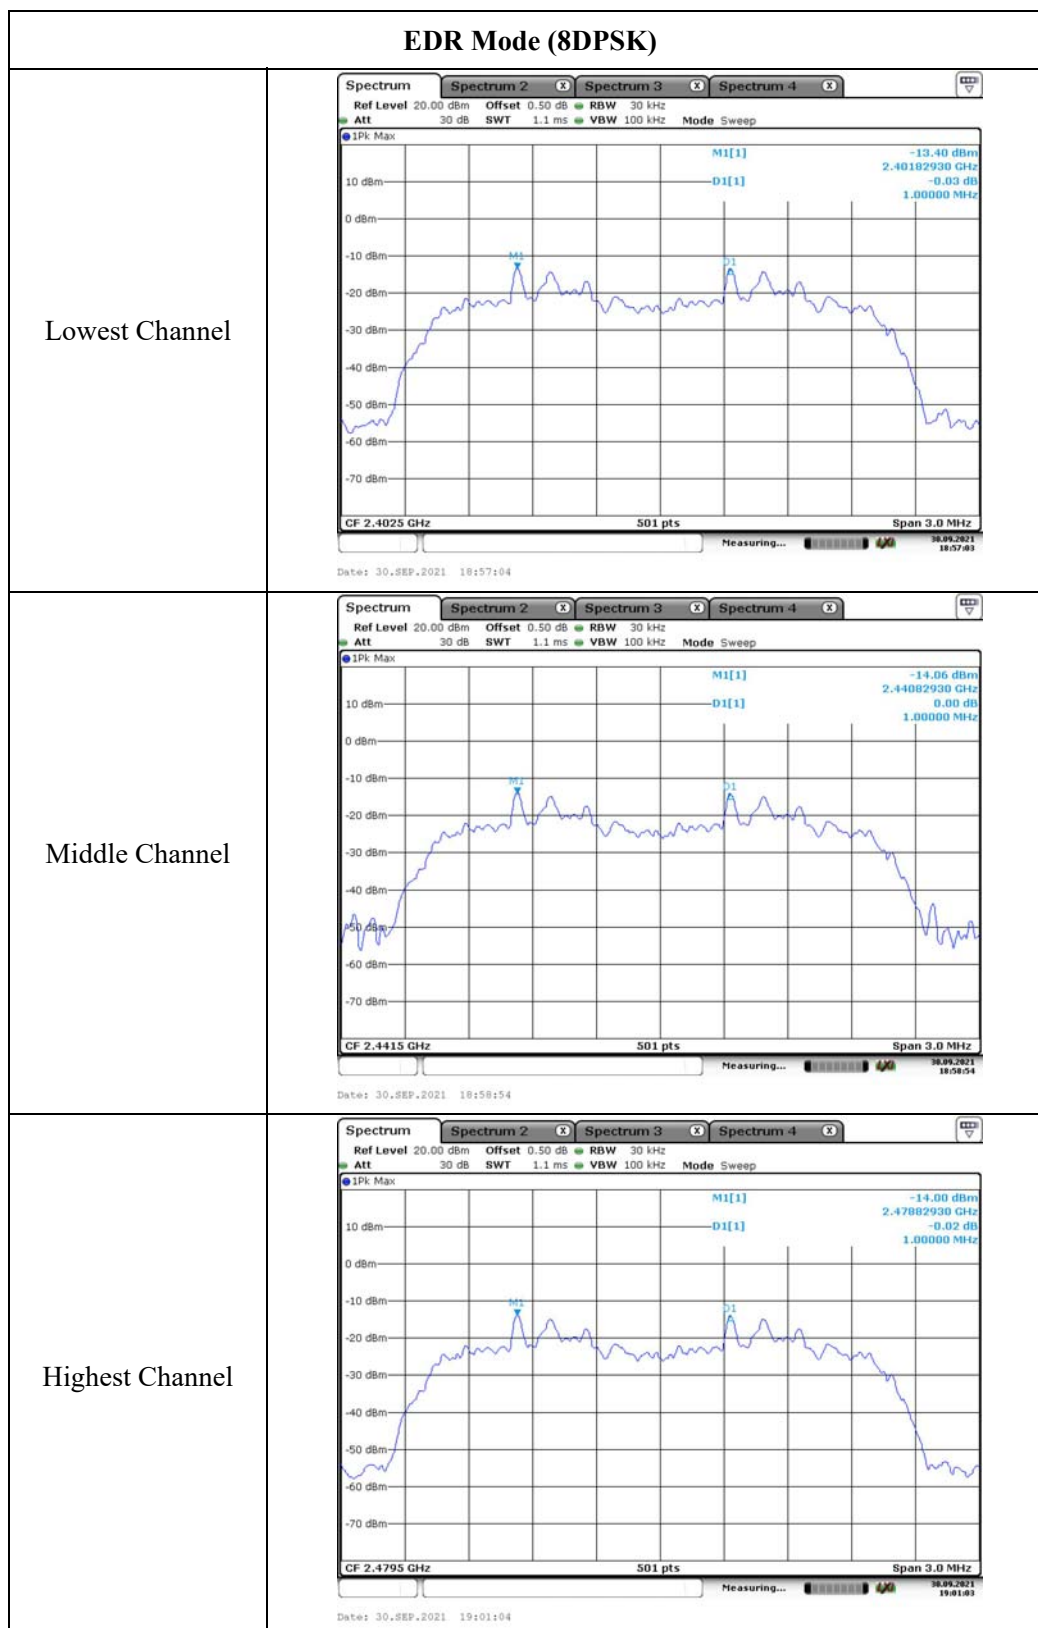 EDR Mode (8DPSK)
Lowest Channel
Spectrum Spectrum 2 X Spectrum 3 X Spectrum 4 X
Ref Level 20.00 dBm Offset 0.50 dB RBW 30 kHz
Att 30 dB SWT 1.1 ms VBW 100 kHz Mode Sweep
1Pk Max
M1[1] -13.40 dBm
2.40182930 GHz
10 dBm D1[1] -0.03 dB
1.00000 MHz
0 dBm
-10 dBm
M1 D1
-20 dBm
-30 dBm
-40 dBm
-50 dBm
-60 dBm
-70 dBm
CF 2.4025 GHz 501 pts Span 3.0 MHz
Measuring... 30.09.2021
18:57:03
Date: 30.SEP.2021 18:57:04
Middle Channel
Spectrum Spectrum 2 X Spectrum 3 X Spectrum 4 X
Ref Level 20.00 dBm Offset 0.50 dB RBW 30 kHz
Att 30 dB SWT 1.1 ms VBW 100 kHz Mode Sweep
1Pk Max
M1[1] -14.06 dBm
2.44082930 GHz
10 dBm D1[1] 0.00 dB
1.00000 MHz
0 dBm
-10 dBm
M1 D1
-20 dBm
-30 dBm
-40 dBm
-50 dBm
-60 dBm
-70 dBm
CF 2.4415 GHz 501 pts Span 3.0 MHz
Measuring... 30.09.2021
18:58:54
Date: 30.SEP.2021 18:58:54
Highest Channel
Spectrum Spectrum 2 X Spectrum 3 X Spectrum 4 X
Ref Level 20.00 dBm Offset 0.50 dB RBW 30 kHz
Att 30 dB SWT 1.1 ms VBW 100 kHz Mode Sweep
1Pk Max
M1[1] -14.00 dBm
2.47882930 GHz
10 dBm D1[1] -0.02 dB
1.00000 MHz
0 dBm
-10 dBm
M1 D1
-20 dBm
-30 dBm
-40 dBm
-50 dBm
-60 dBm
-70 dBm
CF 2.4795 GHz 501 pts Span 3.0 MHz
Measuring... 30.09.2021
19:01:03
Date: 30.SEP.2021 19:01:04